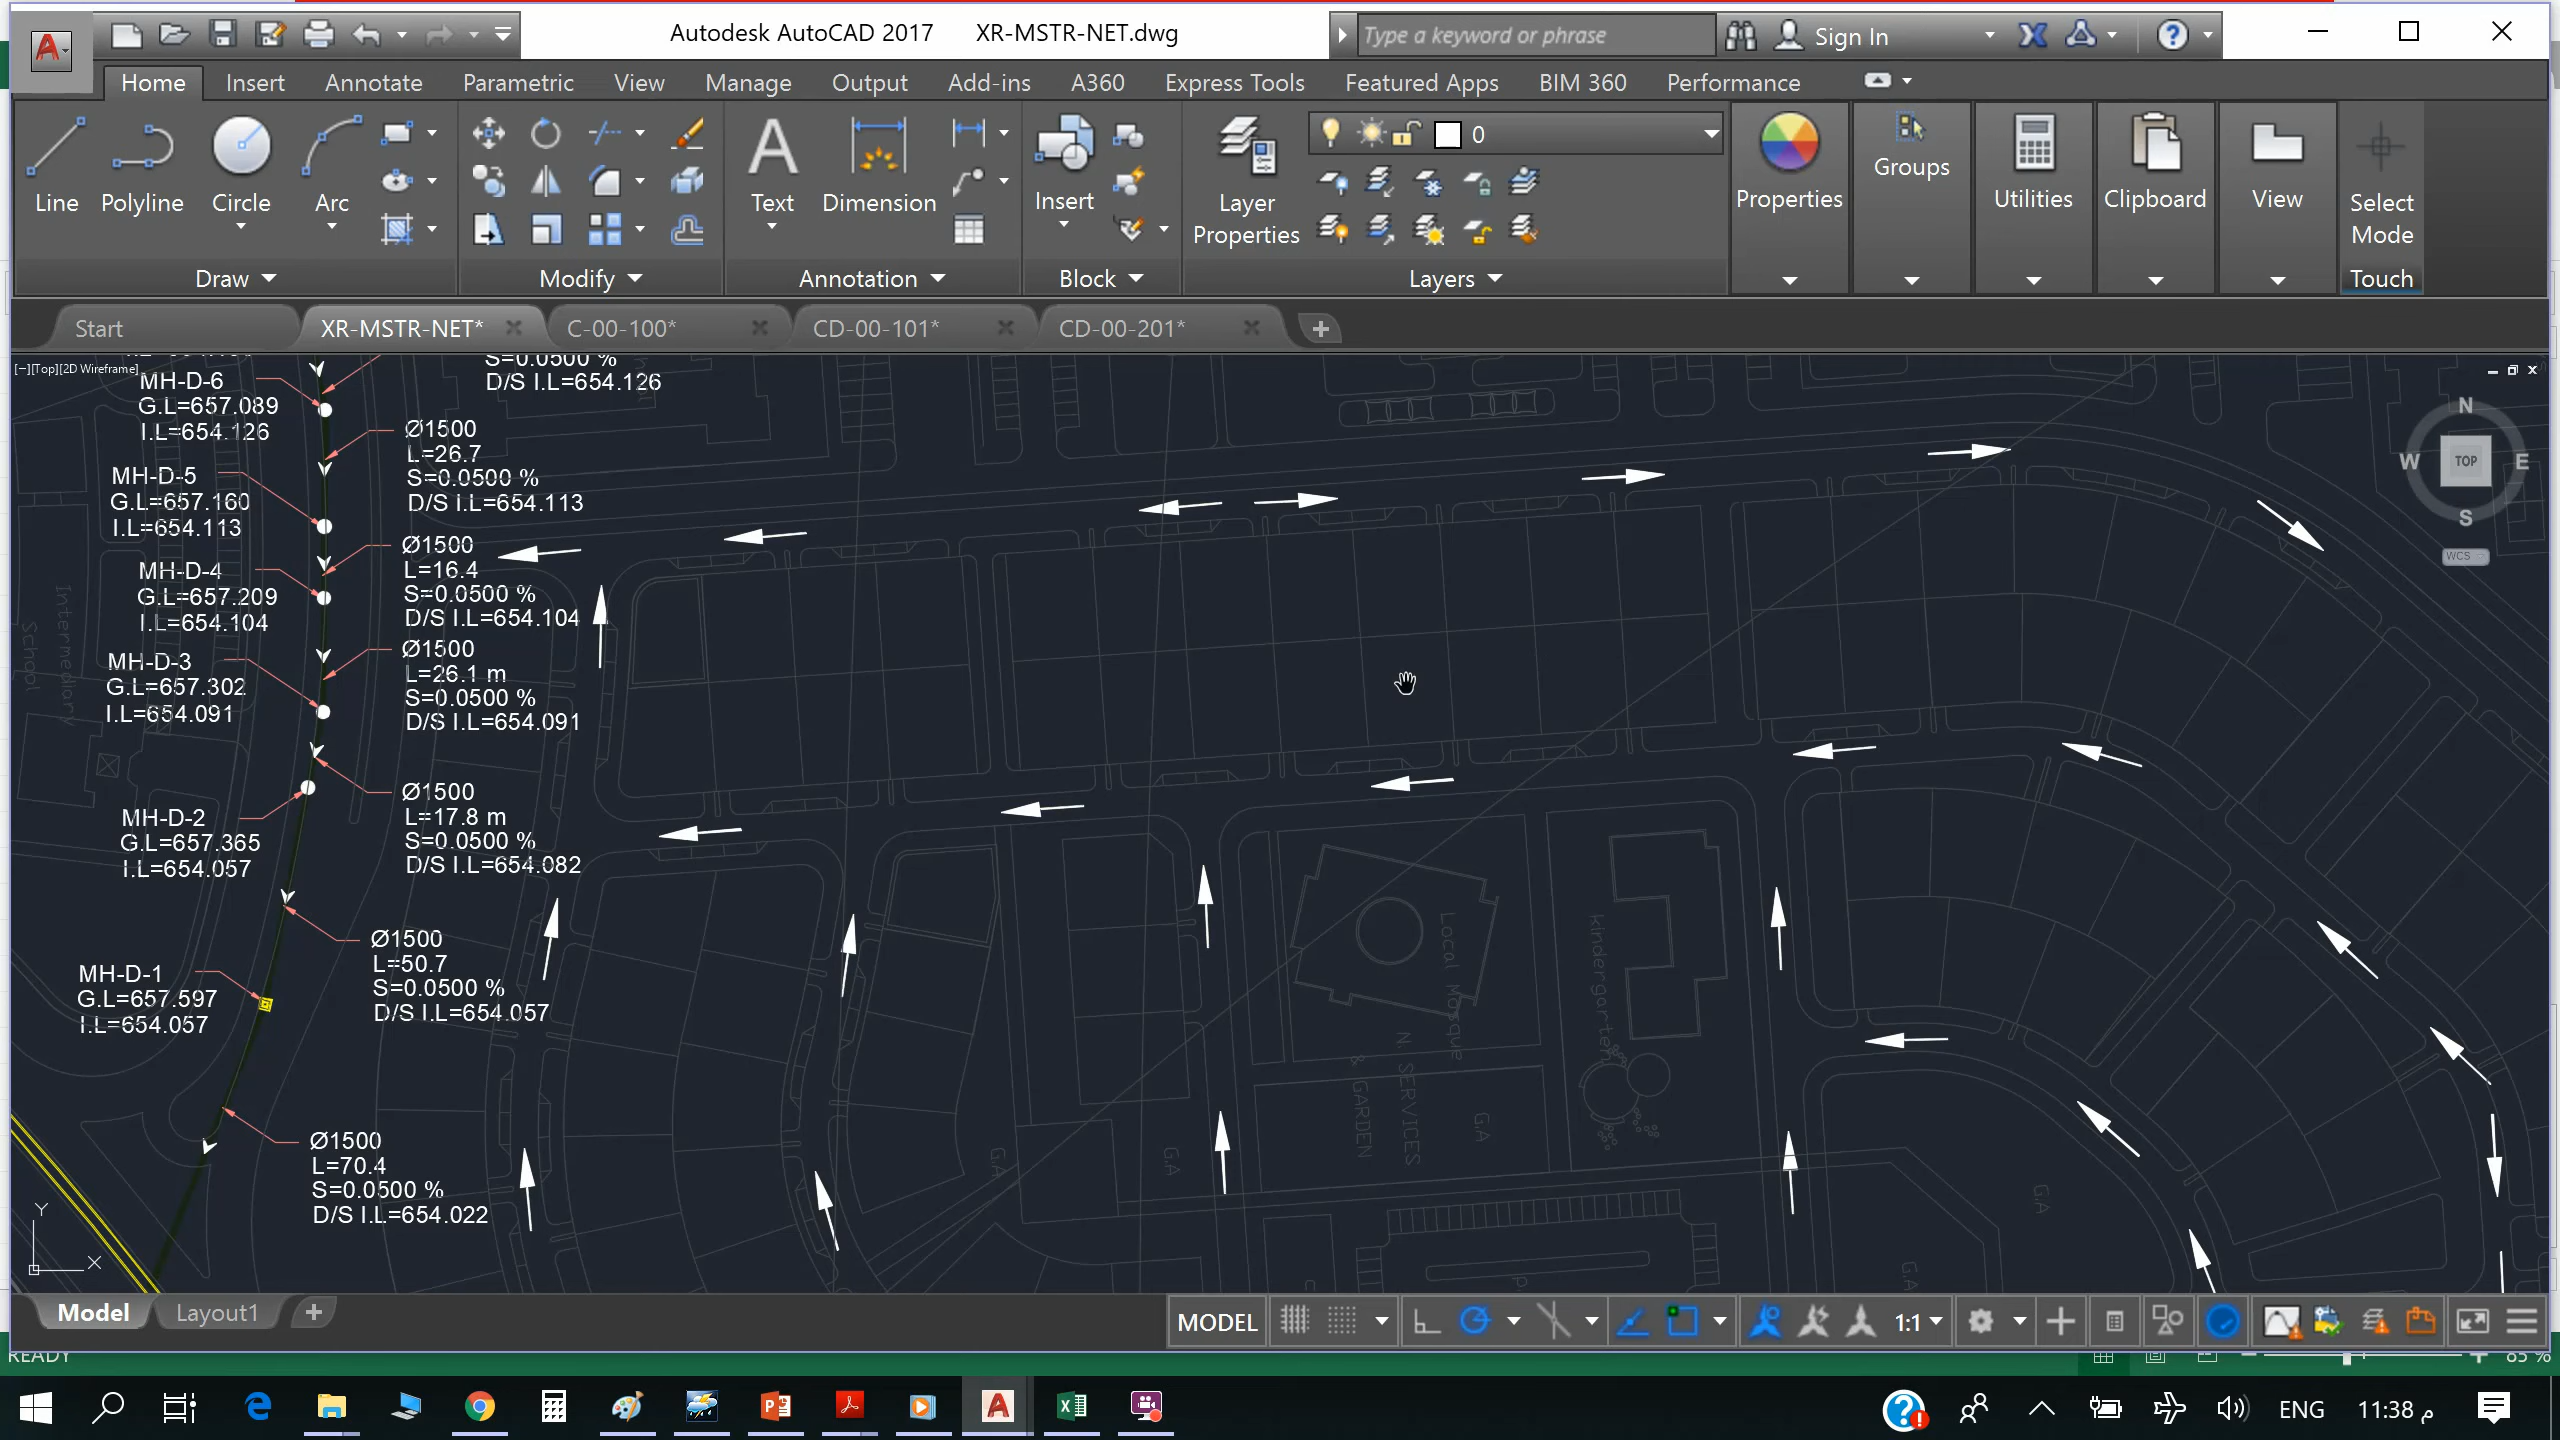 Autodesk AutoCAD 2017 XR-MSTR-NET.dwg
Type a keyword or phrase
Sign In
Home Insert Annotate Parametric View Manage Output Add-ins A360 Express Tools Featured Apps BIM 360 Performance
Line Polyline Circle Arc
Text Dimension
Insert
Layer
Properties
0
Properties
Groups
Utilities
Clipboard
View
Select
Mode
Draw Modify Annotation Block Layers Touch
Start XR-MSTR-NET* C-00-100* CD-00-101* CD-00-201*
[−][Top][2D Wireframe]
S=0.0500 %
D/S I.L=654.126
MH-D-6
G.L=657.089
I.L=654.126
Ø1500
L=26.7
S=0.0500 %
D/S I.L=654.113
MH-D-5
G.L=657.160
I.L=654.113
Ø1500
L=16.4
S=0.0500 %
D/S I.L=654.104
MH-D-4
G.L=657.209
I.L=654.104
Ø1500
L=26.1 m
S=0.0500 %
D/S I.L=654.091
MH-D-3
G.L=657.302
I.L=654.091
Ø1500
L=17.8 m
S=0.0500 %
D/S I.L=654.082
MH-D-2
G.L=657.365
I.L=654.057
Ø1500
L=50.7
S=0.0500 %
D/S I.L=654.057
MH-D-1
G.L=657.597
I.L=654.057
Ø1500
L=70.4
S=0.0500 %
D/S I.L=654.022
Intermediary
School
Local Mosque
kindergarten
N. SERVICES
& GARDEN
G.A
G.A
G.A
G.A
G.A
N
W TOP E
S
WCS
Y
X
Model Layout1
MODEL
1:1
READY
85 %
ENG
11:38 م